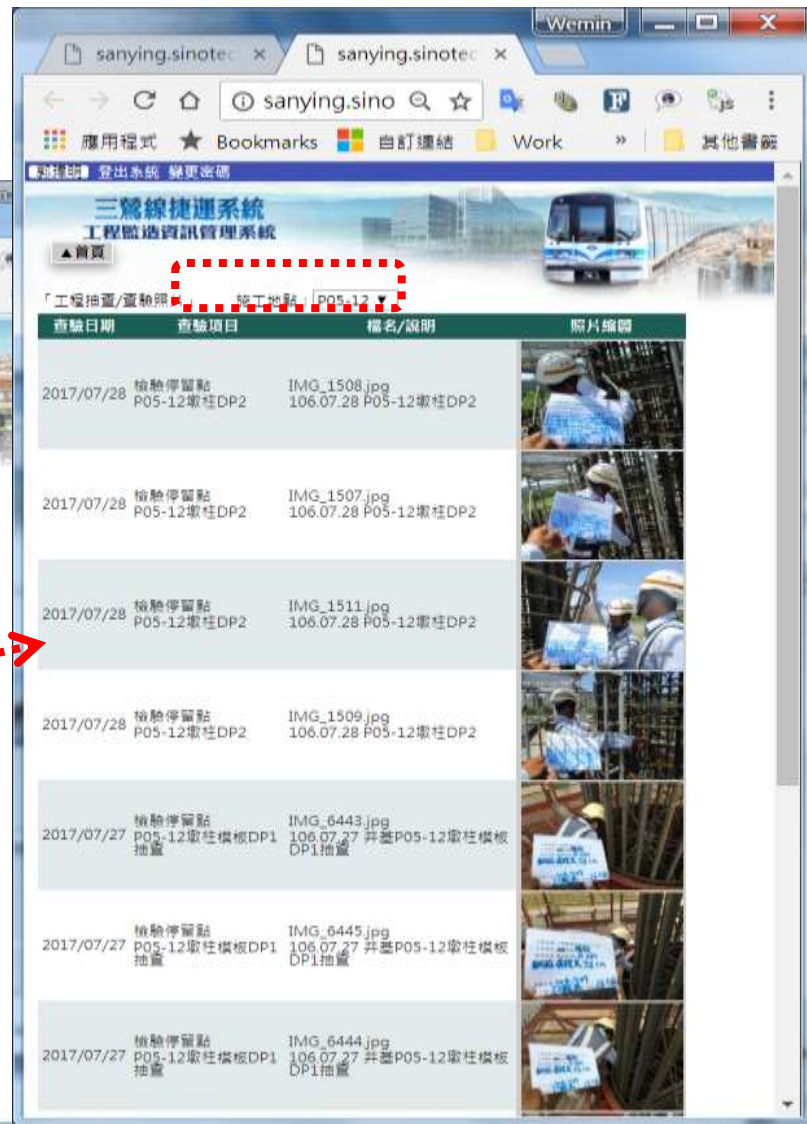 Wemin
sanying.sinotec
sanying.sinotec
sanying.sino
js
應用程式 Bookmarks 自訂連結 Work » 其他書籤
登出系統 變更密碼
三鶯線捷運系統
工程監造資訊管理系統
▲首頁
「工程抽查/查驗照片」 施工地點: P05-12 ▼
查驗日期 查驗項目 檔名/說明 照片縮圖
2017/07/28 檢驗停留點 IMG_1508.jpg
P05-12墩柱DP2 106.07.28 P05-12墩柱DP2
2017/07/28 檢驗停留點 IMG_1507.jpg
P05-12墩柱DP2 106.07.28 P05-12墩柱DP2
2017/07/28 檢驗停留點 IMG_1511.jpg
P05-12墩柱DP2 106.07.28 P05-12墩柱DP2
2017/07/28 檢驗停留點 IMG_1509.jpg
P05-12墩柱DP2 106.07.28 P05-12墩柱DP2
2017/07/27 檢驗停留點 IMG_6443.jpg
P05-12墩柱模板DP1 106.07.27 井基P05-12墩柱模板
抽查 DP1抽查
2017/07/27 檢驗停留點 IMG_6445.jpg
P05-12墩柱模板DP1 106.07.27 井基P05-12墩柱模板
抽查 DP1抽查
2017/07/27 檢驗停留點 IMG_6444.jpg
P05-12墩柱模板DP1 106.07.27 井基P05-12墩柱模板
抽查 DP1抽查